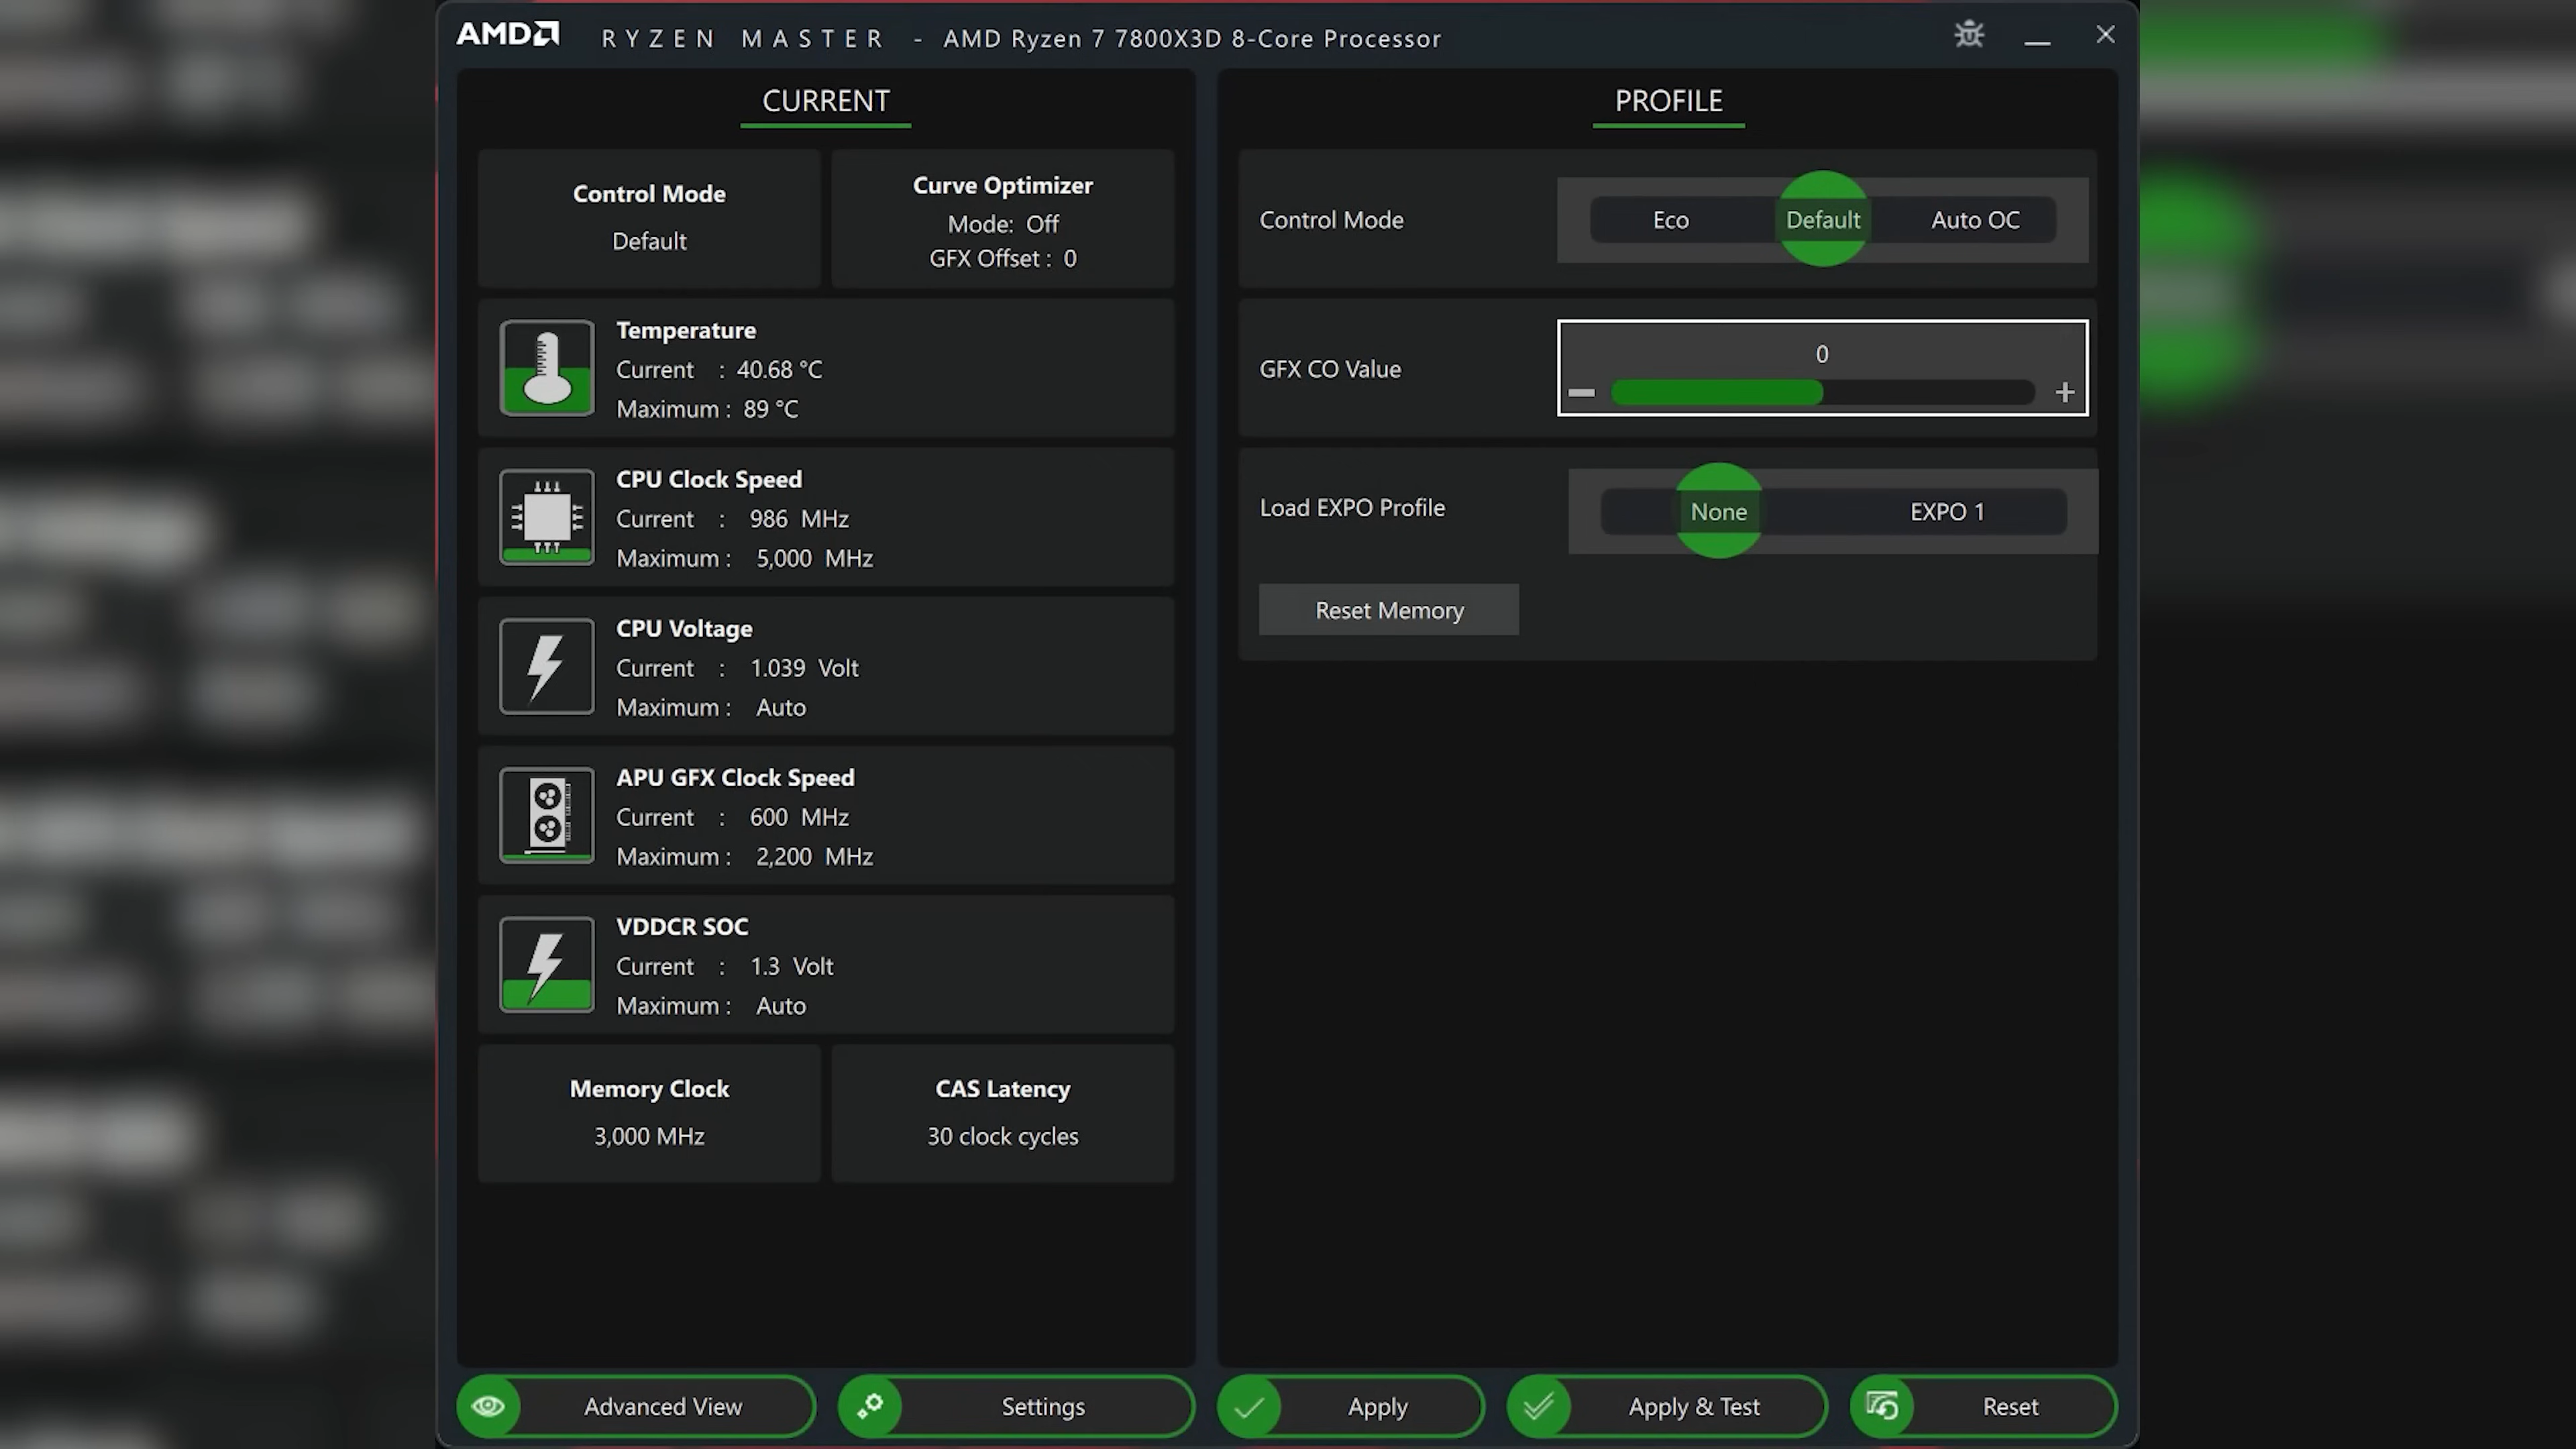 AMD RYZEN MASTER - AMD Ryzen 7 7800X3D 8-Core Processor
CURRENT
Control Mode
Default
Curve Optimizer
Mode: Off
GFX Offset : 0
Temperature
Current : 40.68 °C
Maximum : 89 °C
CPU Clock Speed
Current : 986 MHz
Maximum : 5,000 MHz
CPU Voltage
Current : 1.039 Volt
Maximum : Auto
APU GFX Clock Speed
Current : 600 MHz
Maximum : 2,200 MHz
VDDCR SOC
Current : 1.3 Volt
Maximum : Auto
Memory Clock
3,000 MHz
CAS Latency
30 clock cycles
PROFILE
Control Mode Eco Default Auto OC
0
GFX CO Value
Load EXPO Profile None EXPO 1
Reset Memory
Advanced View Settings Apply Apply & Test Reset